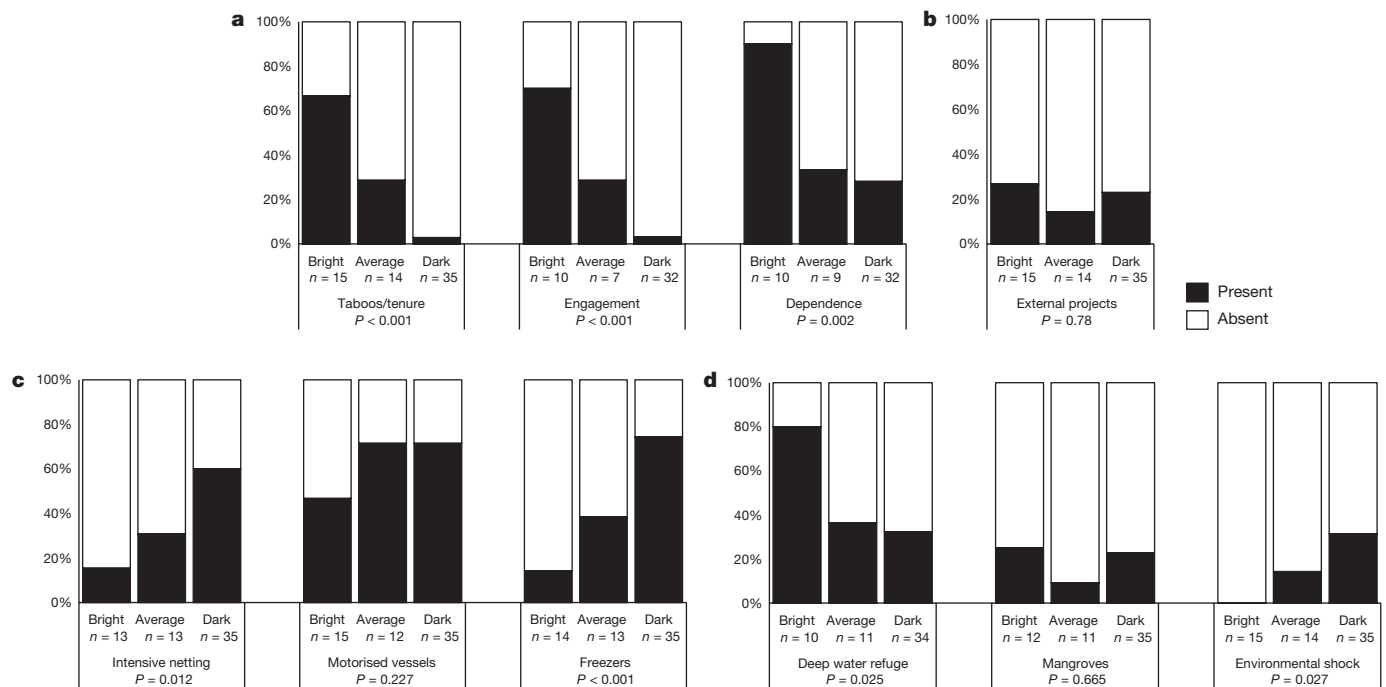 a
100%
80%
60%
40%
20%
0%
Bright Average Dark
n = 15 n = 14 n = 35
Taboos/tenure
P < 0.001
Bright Average Dark
n = 10 n = 7 n = 32
Engagement
P < 0.001
Bright Average Dark
n = 10 n = 9 n = 32
Dependence
P = 0.002
b
100%
80%
60%
40%
20%
0%
Bright Average Dark
n = 15 n = 14 n = 35
External projects
P = 0.78
Present
Absent
c
100%
80%
60%
40%
20%
0%
Bright Average Dark
n = 13 n = 13 n = 35
Intensive netting
P = 0.012
Bright Average Dark
n = 15 n = 12 n = 35
Motorised vessels
P = 0.227
Bright Average Dark
n = 14 n = 13 n = 35
Freezers
P < 0.001
d
100%
80%
60%
40%
20%
0%
Bright Average Dark
n = 10 n = 11 n = 34
Deep water refuge
P = 0.025
Bright Average Dark
n = 12 n = 11 n = 35
Mangroves
P = 0.665
Bright Average Dark
n = 15 n = 14 n = 35
Environmental shock
P = 0.027